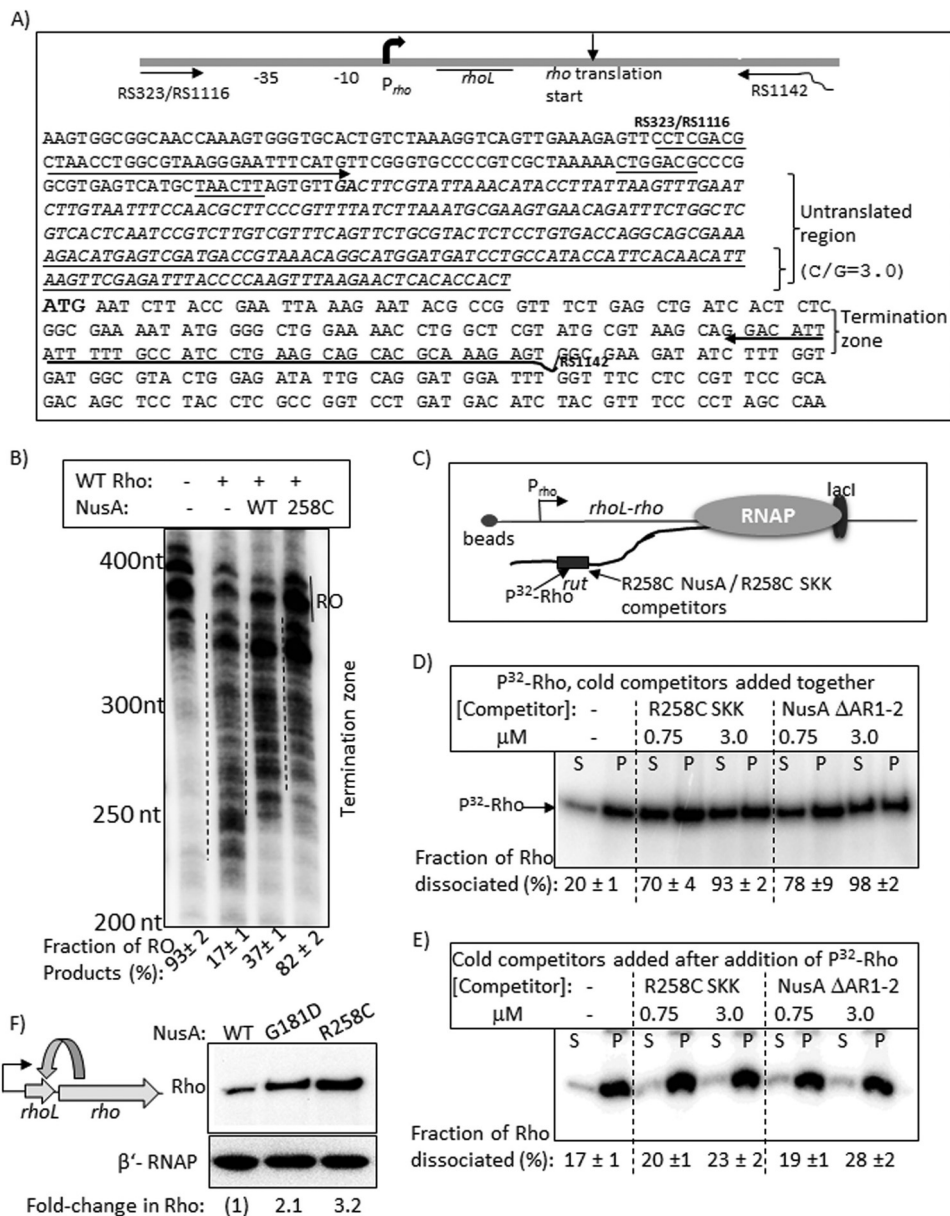 A)
RS323/RS1116
-35
-10
Prho
rhoL
rho translation
start
RS1142
RS323/RS1116
AAGTGGCGGCAACCAAAGTGGGTGCACTGTCTAAAGGTCAGTTGAAAGAGTTCCTCGACG
CTAACCTGGCGTAAGGGAATTTCATGTTCGGGTGCCCCGTCGCTAAAAACTGGACGCCCG
GCGTGAGTCATGCTAACTTAGTGTTGACTTCGTATTAAACATACCTTATTAAGTTTGAAT
CTTGTAATTTCCAACGCTTCCCGTTTTATCTTAAATGCGAAGTGAACAGATTTCTGGCTC
GTCACTCAATCCGTCTTGTCGTTTCAGTTCTGCGTACTCTCCTGTGACCAGGCAGCGAAA
AGACATGAGTCGATGACCGTAAACAGGCATGGATGATCCTGCCATACCATTCACAACATT
AAGTTCGAGATTTACCCCAAGTTTAAGAACTCACACCACT
Untranslated
region
(C/G=3.0)
ATG AAT CTT ACC GAA TTA AAG AAT ACG CCG GTT TCT GAG CTG ATC ACT CTC
GGC GAA AAT ATG GGG CTG GAA AAC CTG GCT CGT ATG CGT AAG CAG GAC ATT
ATT TTT GCC ATC CTG AAG CAG CAC GCA AAG AGT GGC GAA GAT ATC TTT GGT
RS1142
GAT GGC GTA CTG GAG ATA TTG CAG GAT GGA TTT GGT TTC CTC CGT TCC GCA
GAC AGC TCC TAC CTC GCC GGT CCT GAT GAC ATC TAC GTT TCC CCT AGC CAA
Termination
zone
B)
WT Rho: - + + +
NusA: - - WT 258C
400nt
RO
300nt
250 nt
200 nt
Termination zone
Fraction of RO
Products (%):
93± 2
17± 1
37± 1
82 ± 2
C)
Prho
rhoL-rho
RNAP
lacI
beads
rut
P32-Rho
R258C NusA/R258C SKK
competitors
D)
P32-Rho, cold competitors added together
[Competitor]: - R258C SKK NusA ΔAR1-2
μM - 0.75 3.0 0.75 3.0
S P S P S P S P S P
P32-Rho
Fraction of Rho
dissociated (%): 20 ± 1 70 ± 4 93 ± 2 78 ±9 98 ±2
E)
Cold competitors added after addition of P32-Rho
[Competitor]: - R258C SKK NusA ΔAR1-2
μM - 0.75 3.0 0.75 3.0
S P S P S P S P S P
Fraction of Rho
dissociated (%): 17 ± 1 20 ±1 23 ± 2 19 ±1 28 ±2
F)
NusA: WT G181D R258C
Rho
rhoL
rho
β′- RNAP
Fold-change in Rho: (1) 2.1 3.2